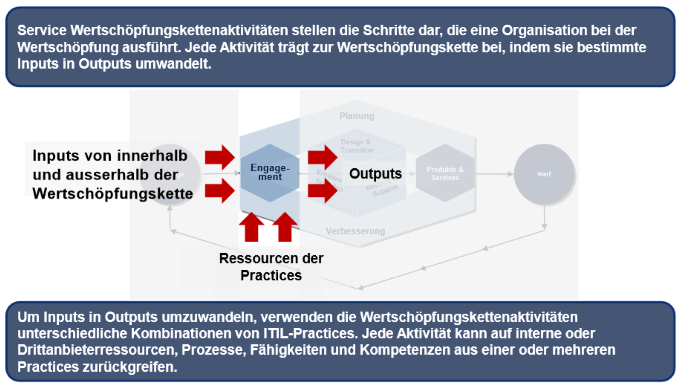 Service Wertschöpfungskettenaktivitäten stellen die Schritte dar, die eine Organisation bei der
Wertschöpfung ausführt. Jede Aktivität trägt zur Wertschöpfungskette bei, indem sie bestimmte
Inputs in Outputs umwandelt.
Planung
Design &
Transition
Inputs von innerhalb
und ausserhalb der
Wertschöpfungskette
Engage-
ment
Outputs
Produkte &
Services
Wert
Verbesserung
Ressourcen der
Practices
Um Inputs in Outputs umzuwandeln, verwenden die Wertschöpfungskettenaktivitäten
unterschiedliche Kombinationen von ITIL-Practices. Jede Aktivität kann auf interne oder
Drittanbieterressourcen, Prozesse, Fähigkeiten und Kompetenzen aus einer oder mehreren
Practices zurückgreifen.